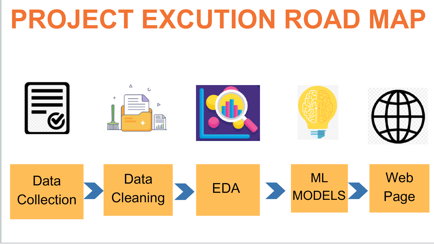 PROJECT EXCUTION ROAD MAP
Data
Collection
Data
Cleaning
EDA
ML
MODELS
Web
Page